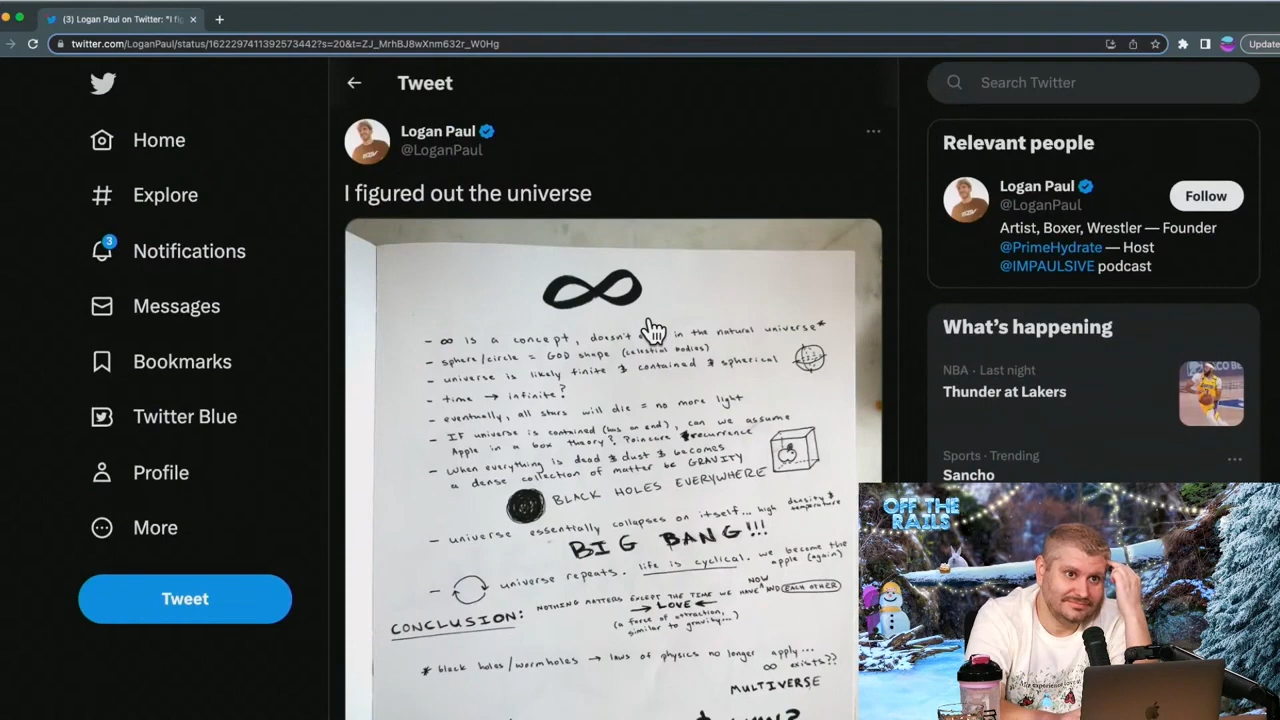 (3) Logan Paul on Twitter: "I fig
twitter.com/LoganPaul/status/1622297411392573442?s=20&t=ZJ_MrhBJ8wXnm632r_W0Hg
Update
Home
Explore
3
Notifications
Messages
Bookmarks
Twitter Blue
Profile
More
Tweet
Tweet
Logan Paul
@LoganPaul
I figured out the universe
- ∞ is a concept, doesn't in the natural universe*
- sphere/circle = GOD shape (celestial bodies)
- universe is likely finite & contained & spherical
- time → infinite?
- eventually, all stars will die = no more light
- IF universe is contained (has an end), can we assume
Apple in a box theory? Poincare recurrence
- When everything is dead & dust & becomes
a dense collection of matter bc GRAVITY
BLACK HOLES EVERYWHERE
- universe essentially collapses on itself... high density & temperature
BIG BANG!!!
- universe repeats. life is cyclical. we become the apple (again)
CONCLUSION: NOTHING MATTERS EXCEPT THE TIME WE HAVE NOW AND EACH OTHER
→ LOVE ←
(a force of attraction,
similar to gravity...)
* black holes/wormholes → laws of physics no longer apply...
∞ exists??
MULTIVERSE
Search Twitter
Relevant people
Logan Paul
@LoganPaul
Follow
Artist, Boxer, Wrestler — Founder
@PrimeHydrate — Host
@IMPAULSIVE podcast
What's happening
NBA · Last night
Thunder at Lakers
Sports · Trending
Sancho
OFF THE
RAILS